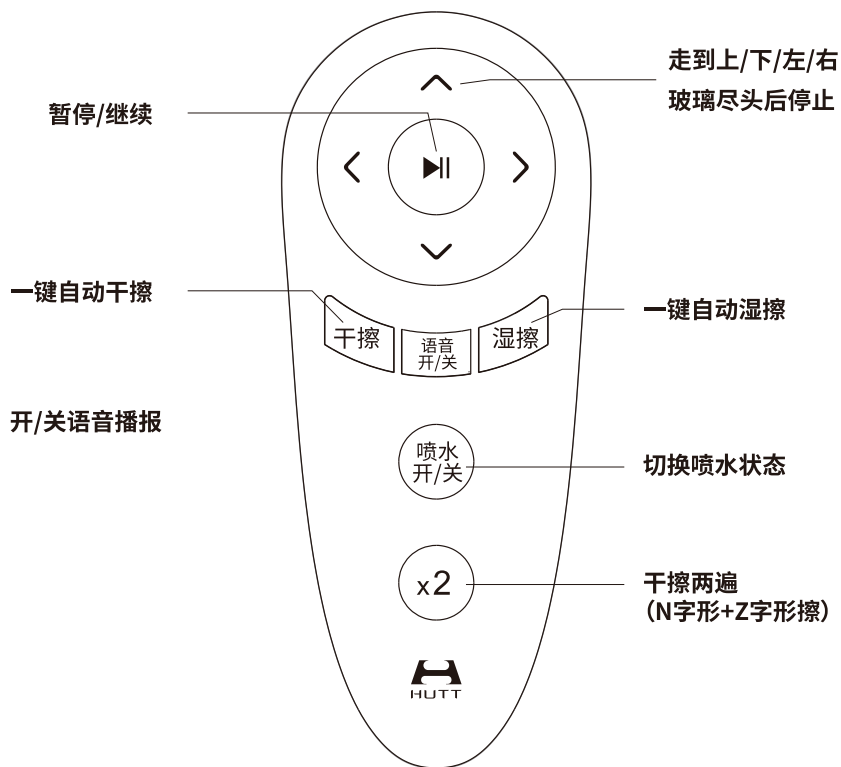 走到上/下/左/右
玻璃尽头后停止
暂停/继续
一键自动干擦
一键自动湿擦
干擦
语音
开/关
湿擦
开/关语音播报
喷水
开/关
切换喷水状态
x2
干擦两遍
（N字形+Z字形擦）
HUTT